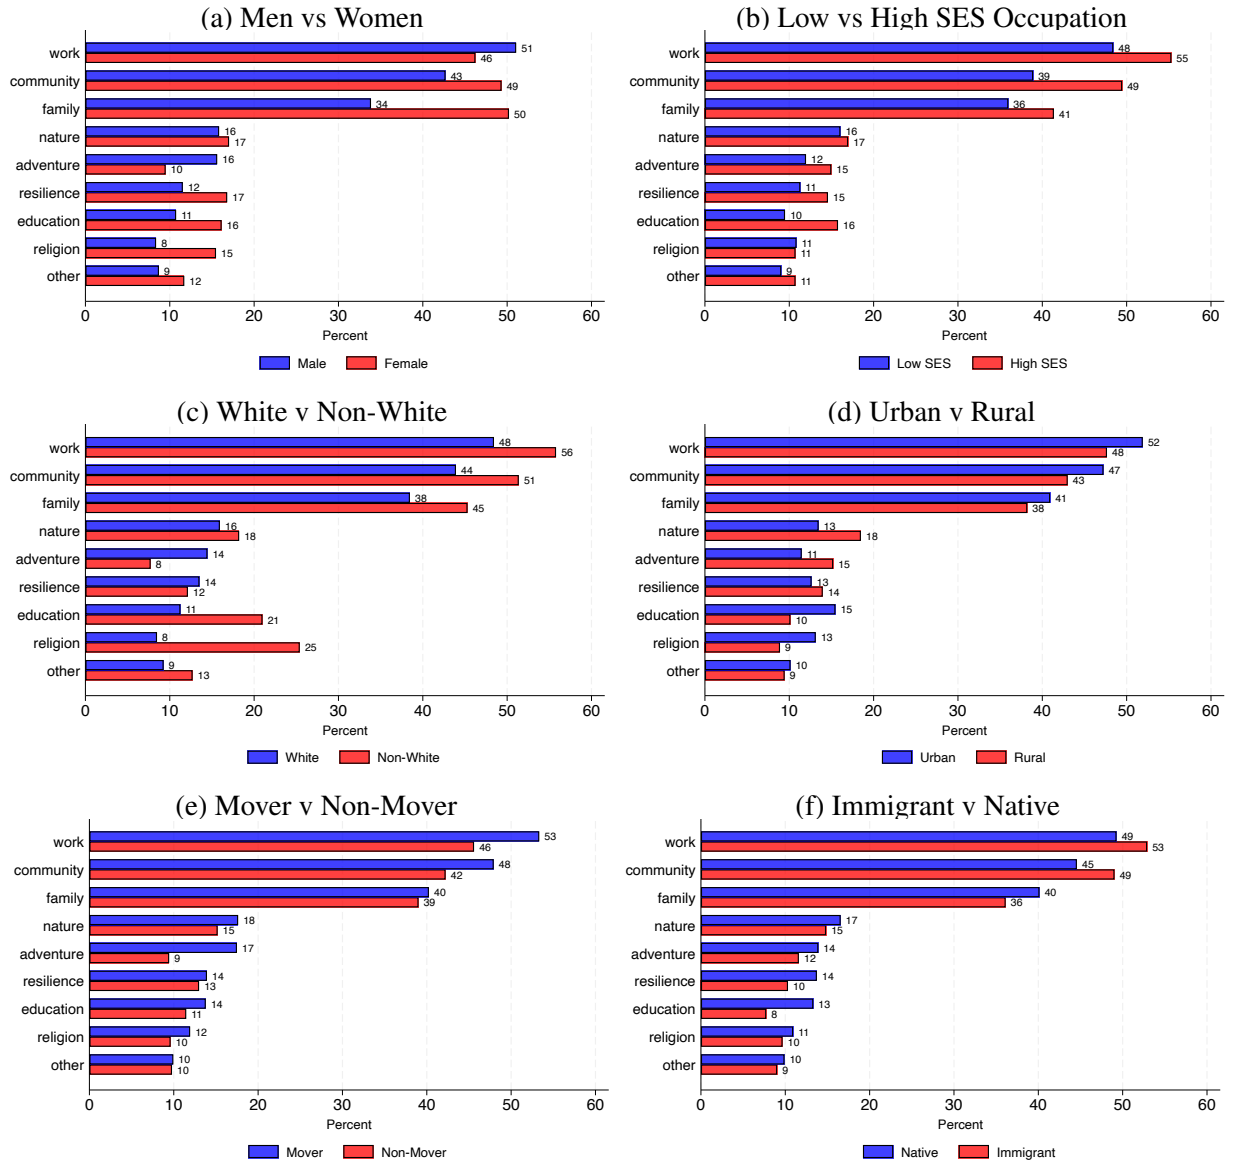 (a) Men vs Women
work 51 46
community 43 49
family 34 50
nature 16 17
adventure 16 10
resilience 12 17
education 11 16
religion 8 15
other 9 12
0 10 20 30 40 50 60
Percent
Male Female
(b) Low vs High SES Occupation
work 48 55
community 39 49
family 36 41
nature 16 17
adventure 12 15
resilience 11 15
education 10 16
religion 11 11
other 9 11
0 10 20 30 40 50 60
Percent
Low SES High SES
(c) White v Non-White
work 48 56
community 44 51
family 38 45
nature 16 18
adventure 14 8
resilience 14 12
education 11 21
religion 8 25
other 9 13
0 10 20 30 40 50 60
Percent
White Non-White
(d) Urban v Rural
work 52 48
community 47 43
family 41 38
nature 13 18
adventure 11 15
resilience 13 14
education 15 10
religion 13 9
other 10 9
0 10 20 30 40 50 60
Percent
Urban Rural
(e) Mover v Non-Mover
work 53 46
community 48 42
family 40 39
nature 18 15
adventure 17 9
resilience 14 13
education 14 11
religion 12 10
other 10 10
0 10 20 30 40 50 60
Percent
Mover Non-Mover
(f) Immigrant v Native
work 49 53
community 45 49
family 40 36
nature 17 15
adventure 14 12
resilience 14 10
education 13 8
religion 11 10
other 10 9
0 10 20 30 40 50 60
Percent
Native Immigrant